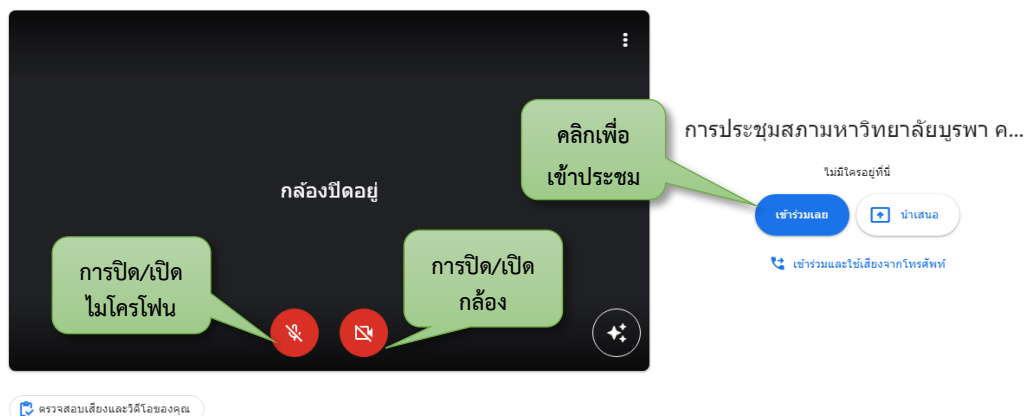 คลิกเพื่อ
เข้าประชม
การประชุมสภามหาวิทยาลัยบูรพา ค...
ไม่มีใครอยู่ที่นี่
กล้องปิดอยู่
เข้าร่วมเลย
นำเสนอ
เข้าร่วมและใช้เสียงจากโทรศัพท์
การปิด/เปิด
ไมโครโฟน
การปิด/เปิด
กล้อง
ตรวจสอบเสียงและวิดีโอของคุณ